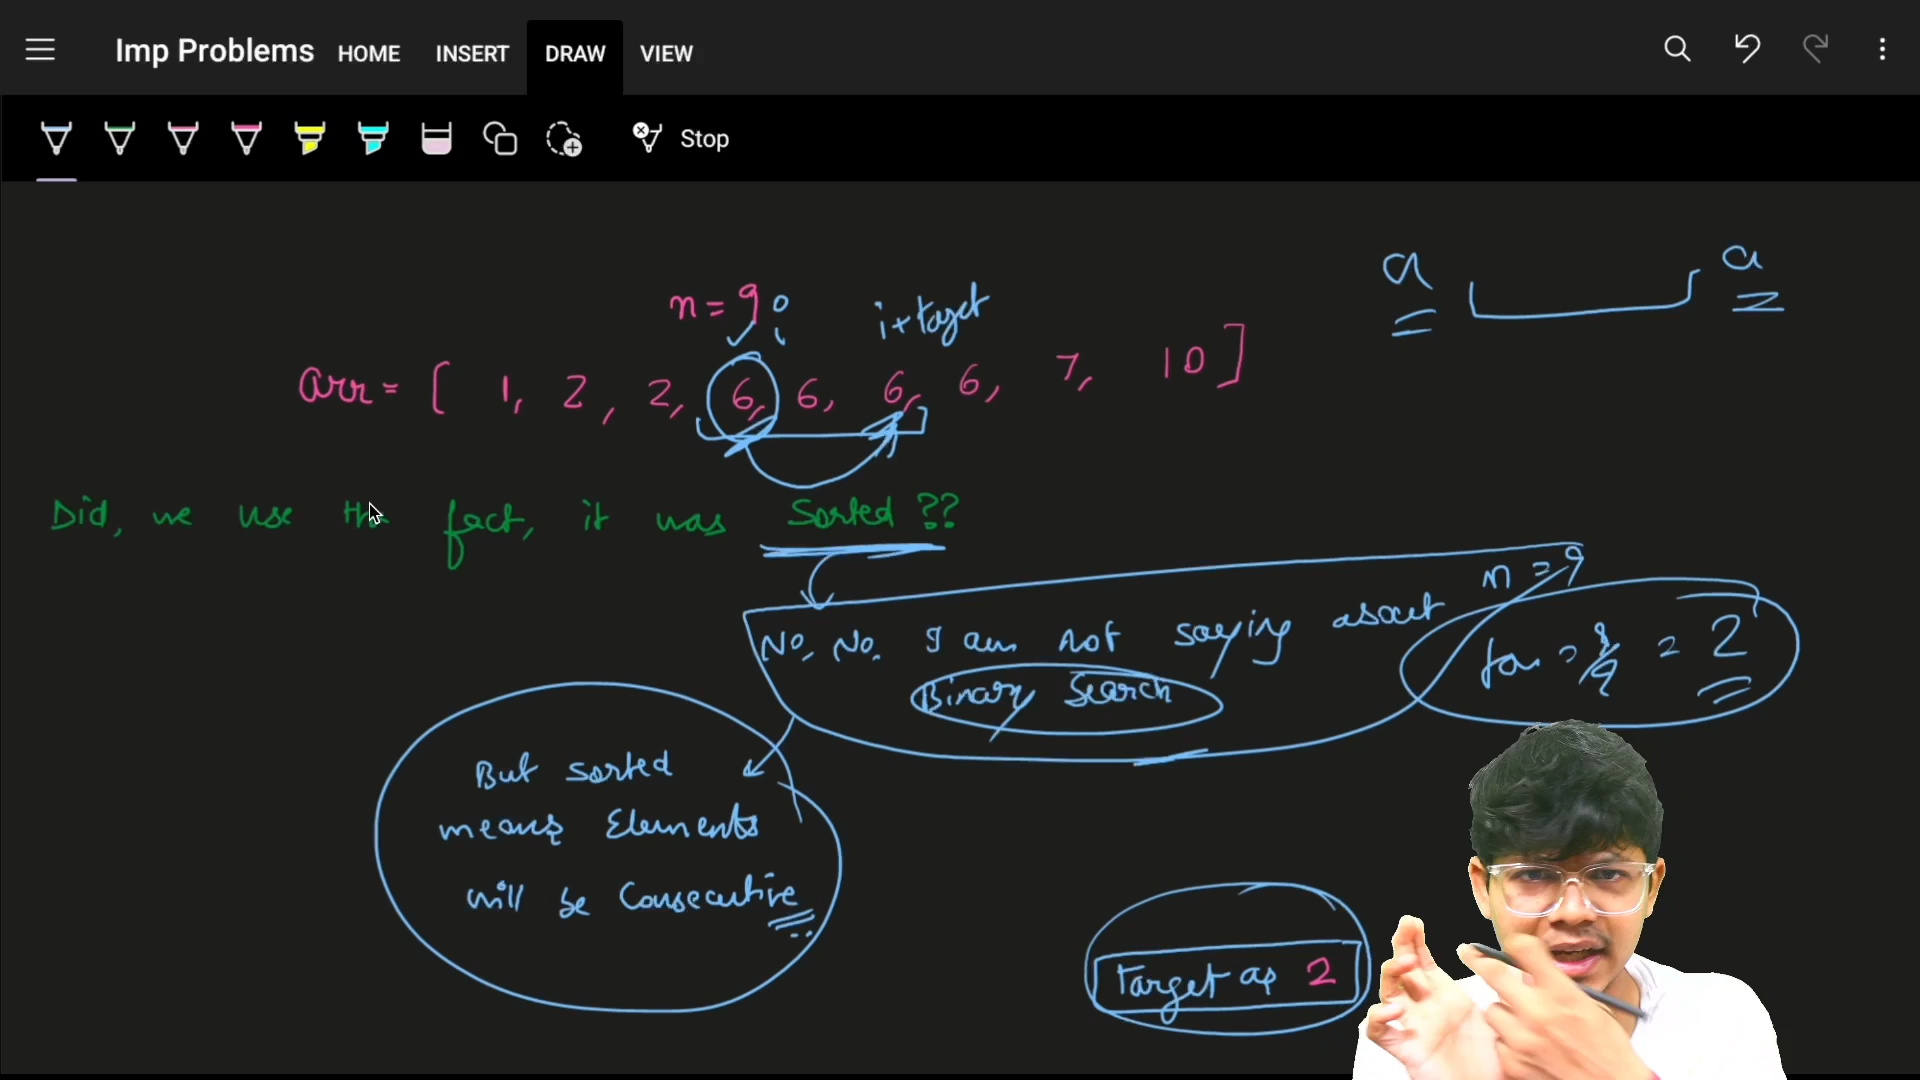 Imp Problems HOME INSERT DRAW VIEW
Stop
n = 9
i
i+target
arr = [ 1, 2, 2, 6, 6, 6, 6, 7, 10 ]
a a
Did, we use the fact, it was Sorted ??
n = 9
No, No. I am not saying about
Binary Search
= 2
But sorted
means Elements
will be Consecutive
Target as 2